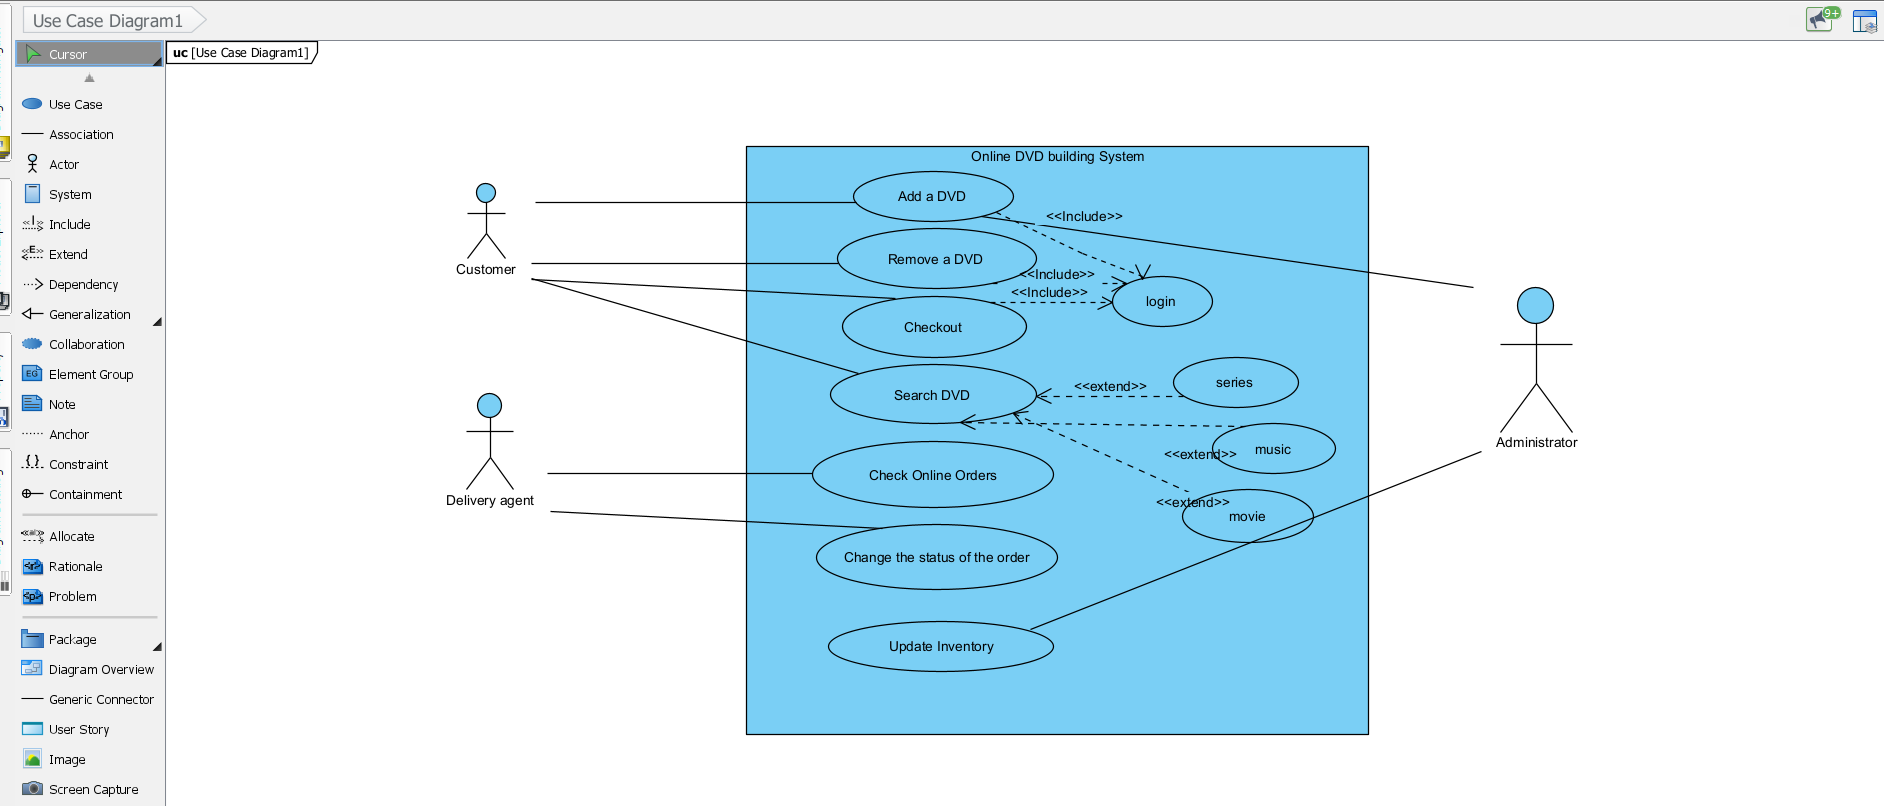 Use Case Diagram1
9+
Cursor
uc [Use Case Diagram1]
Use Case
Association
Actor
System
Include
Extend
Dependency
Generalization
Collaboration
Element Group
Note
Anchor
Constraint
Containment
Allocate
Rationale
Problem
Package
Diagram Overview
Generic Connector
User Story
Image
Screen Capture
Online DVD building System
Add a DVD
<<Include>>
Remove a DVD
<<Include>>
<<Include>>
login
Checkout
Search DVD
<<extend>>
series
<<extend>>
music
<<extend>>
movie
Check Online Orders
Change the status of the order
Update Inventory
Customer
Delivery agent
Administrator